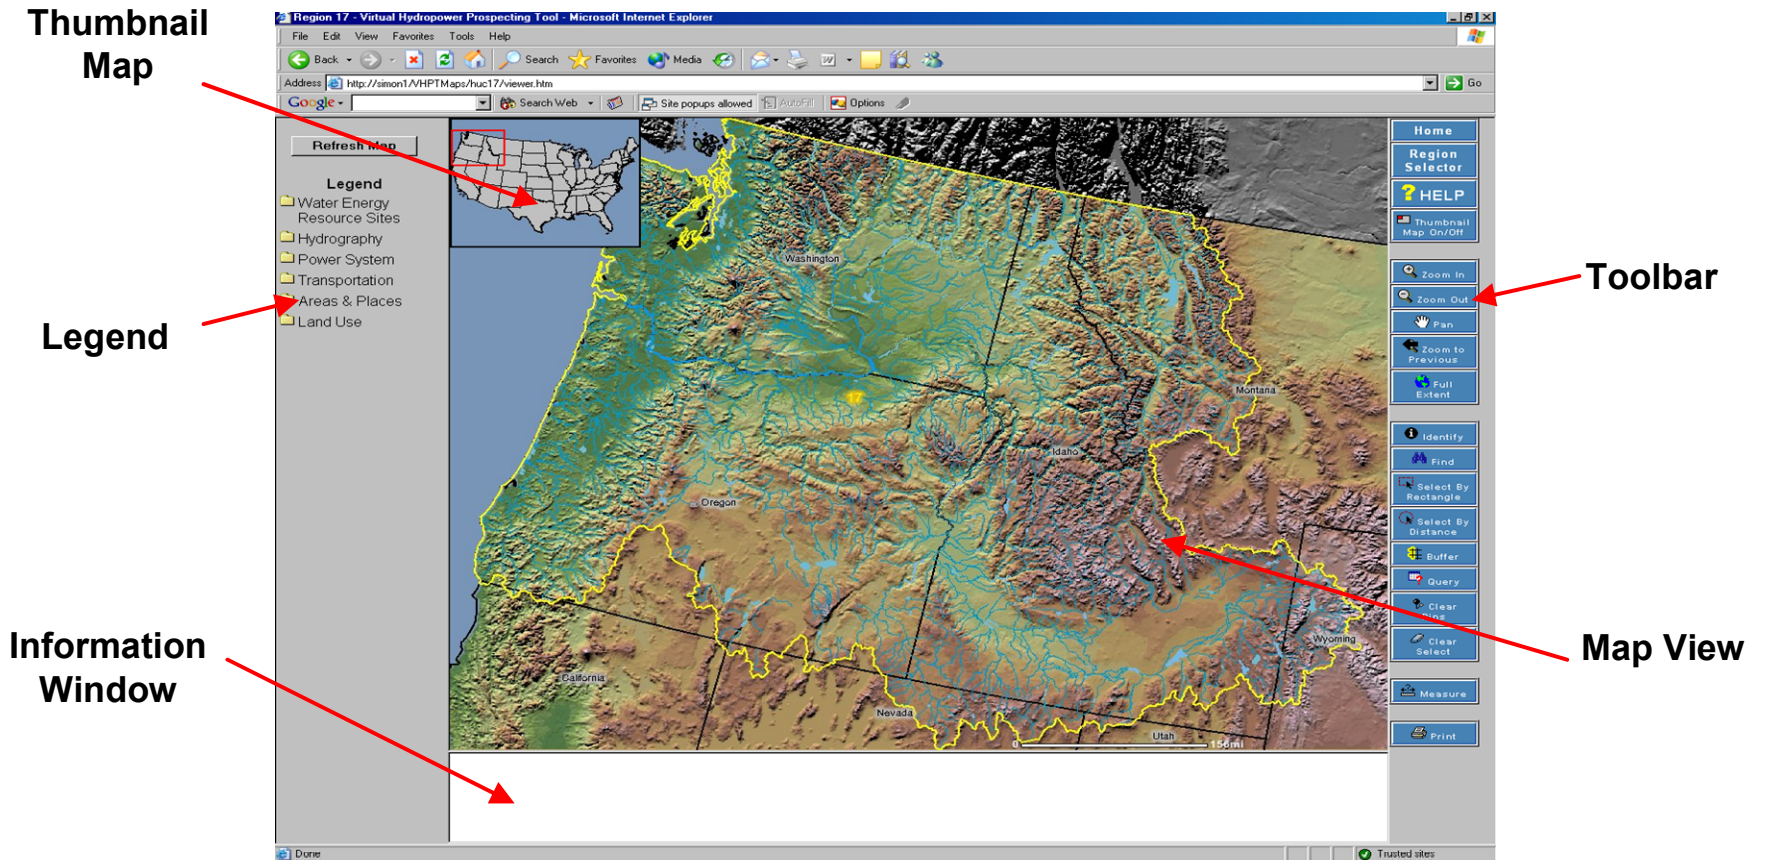 Thumbnail
Map
Legend
Information
Window
Toolbar
Map View
Region 17 - Virtual Hydropower Prospecting Tool - Microsoft Internet Explorer
File Edit View Favorites Tools Help
Back Search Favorites Media
Address http://simon1/VHPTMaps/huc17/viewer.htm Go
Google Search Web Site popups allowed AutoFill Options
Refresh Map
Legend
Water Energy
Resource Sites
Hydrography
Power System
Transportation
Areas & Places
Land Use
Washington
Montana
17
Idaho
Oregon
Wyoming
California
Nevada
Utah
0 156mi
Home
Region
Selector
? HELP
Thumbnail
Map On/Off
Zoom In
Zoom Out
Pan
Zoom to
Previous
Full
Extent
Identify
Find
Select By
Rectangle
Select By
Distance
Buffer
Query
Clear
Pins
Clear
Select
Measure
Print
Done
Trusted sites